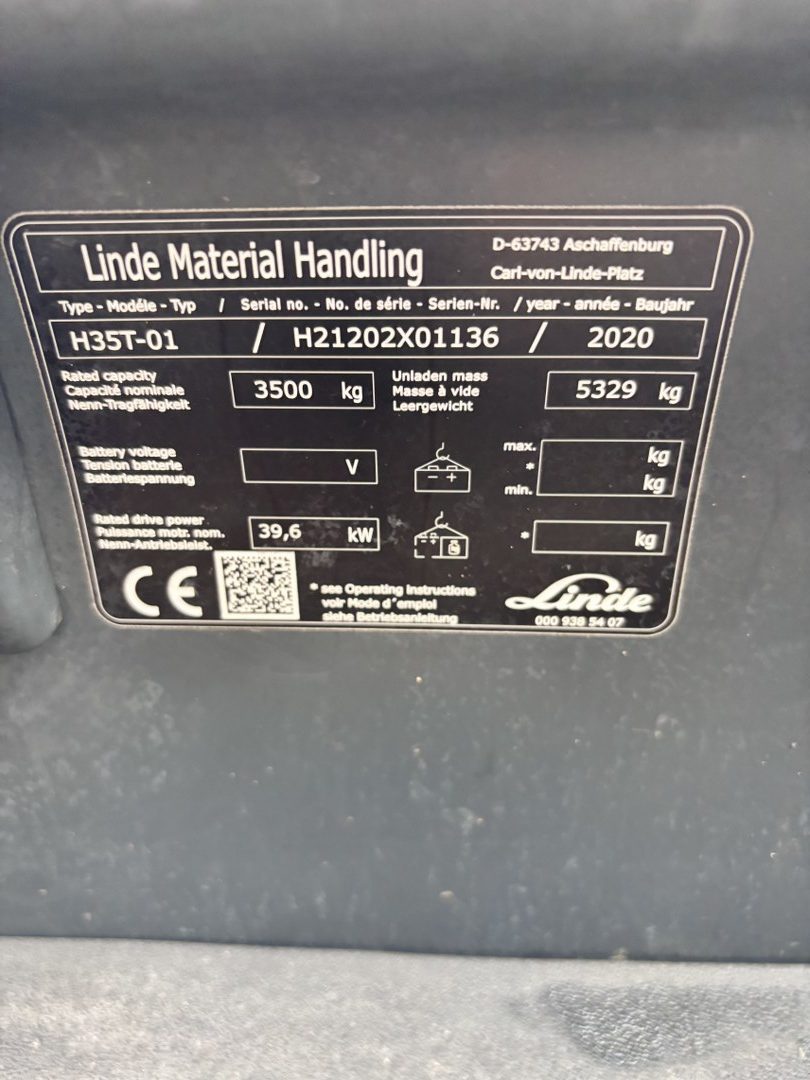 Linde Material Handling
D-63743 Aschaffenburg
Carl-von-Linde-Platz
Type - Modéle - Typ / Serial no. - No. de série - Serien-Nr. / year - année - Baujahr
H35T-01 / H21202X01136 / 2020
Rated capacity
Capacité nominale
Nenn-Tragfähigkeit
3500 kg
Unladen mass
Masse à vide
Leergewicht
5329 kg
Battery voltage
Tension batterie
Batteriespannung
V
- +
max.
*
min.
kg
kg
Rated drive power
Puissance motr. nom.
Nenn-Antriebsleist.
39,6 kW
- +
* kg
CE
* see Operating Instructions
voir Mode d'emploi
siehe Betriebsanleitung
Linde
000 938 54 07